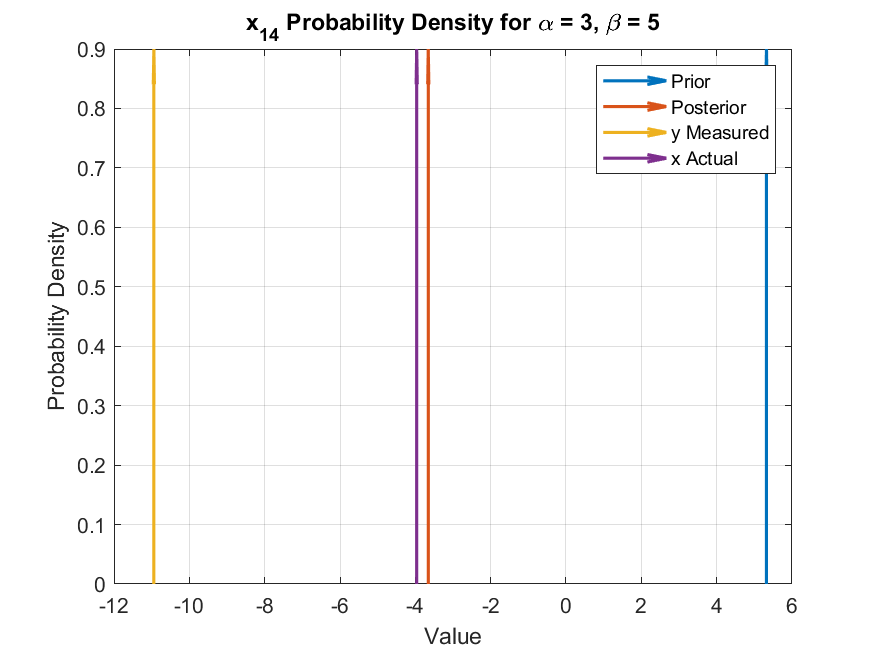 x14 Probability Density for α = 3, β = 5
Prior
Posterior
y Measured
x Actual
0.9
0.8
0.7
0.6
0.5
0.4
0.3
0.2
0.1
0
Probability Density
-12 -10 -8 -6 -4 -2 0 2 4 6
Value